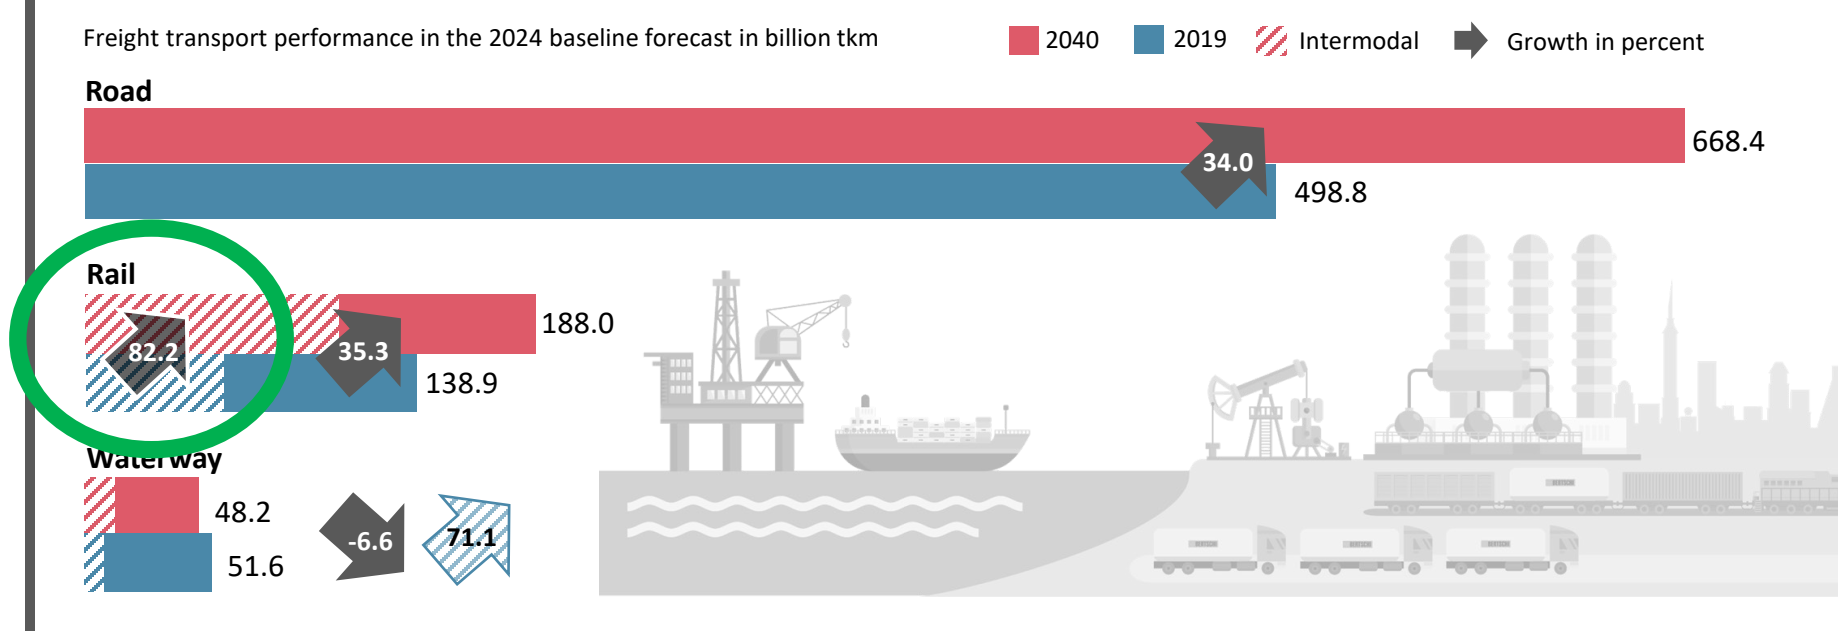 Freight transport performance in the 2024 baseline forecast in billion tkm
2040
2019
Intermodal
Growth in percent
Road
668.4
34.0
498.8
Rail
188.0
82.2
35.3
138.9
Waterway
48.2
-6.6
71.1
51.6